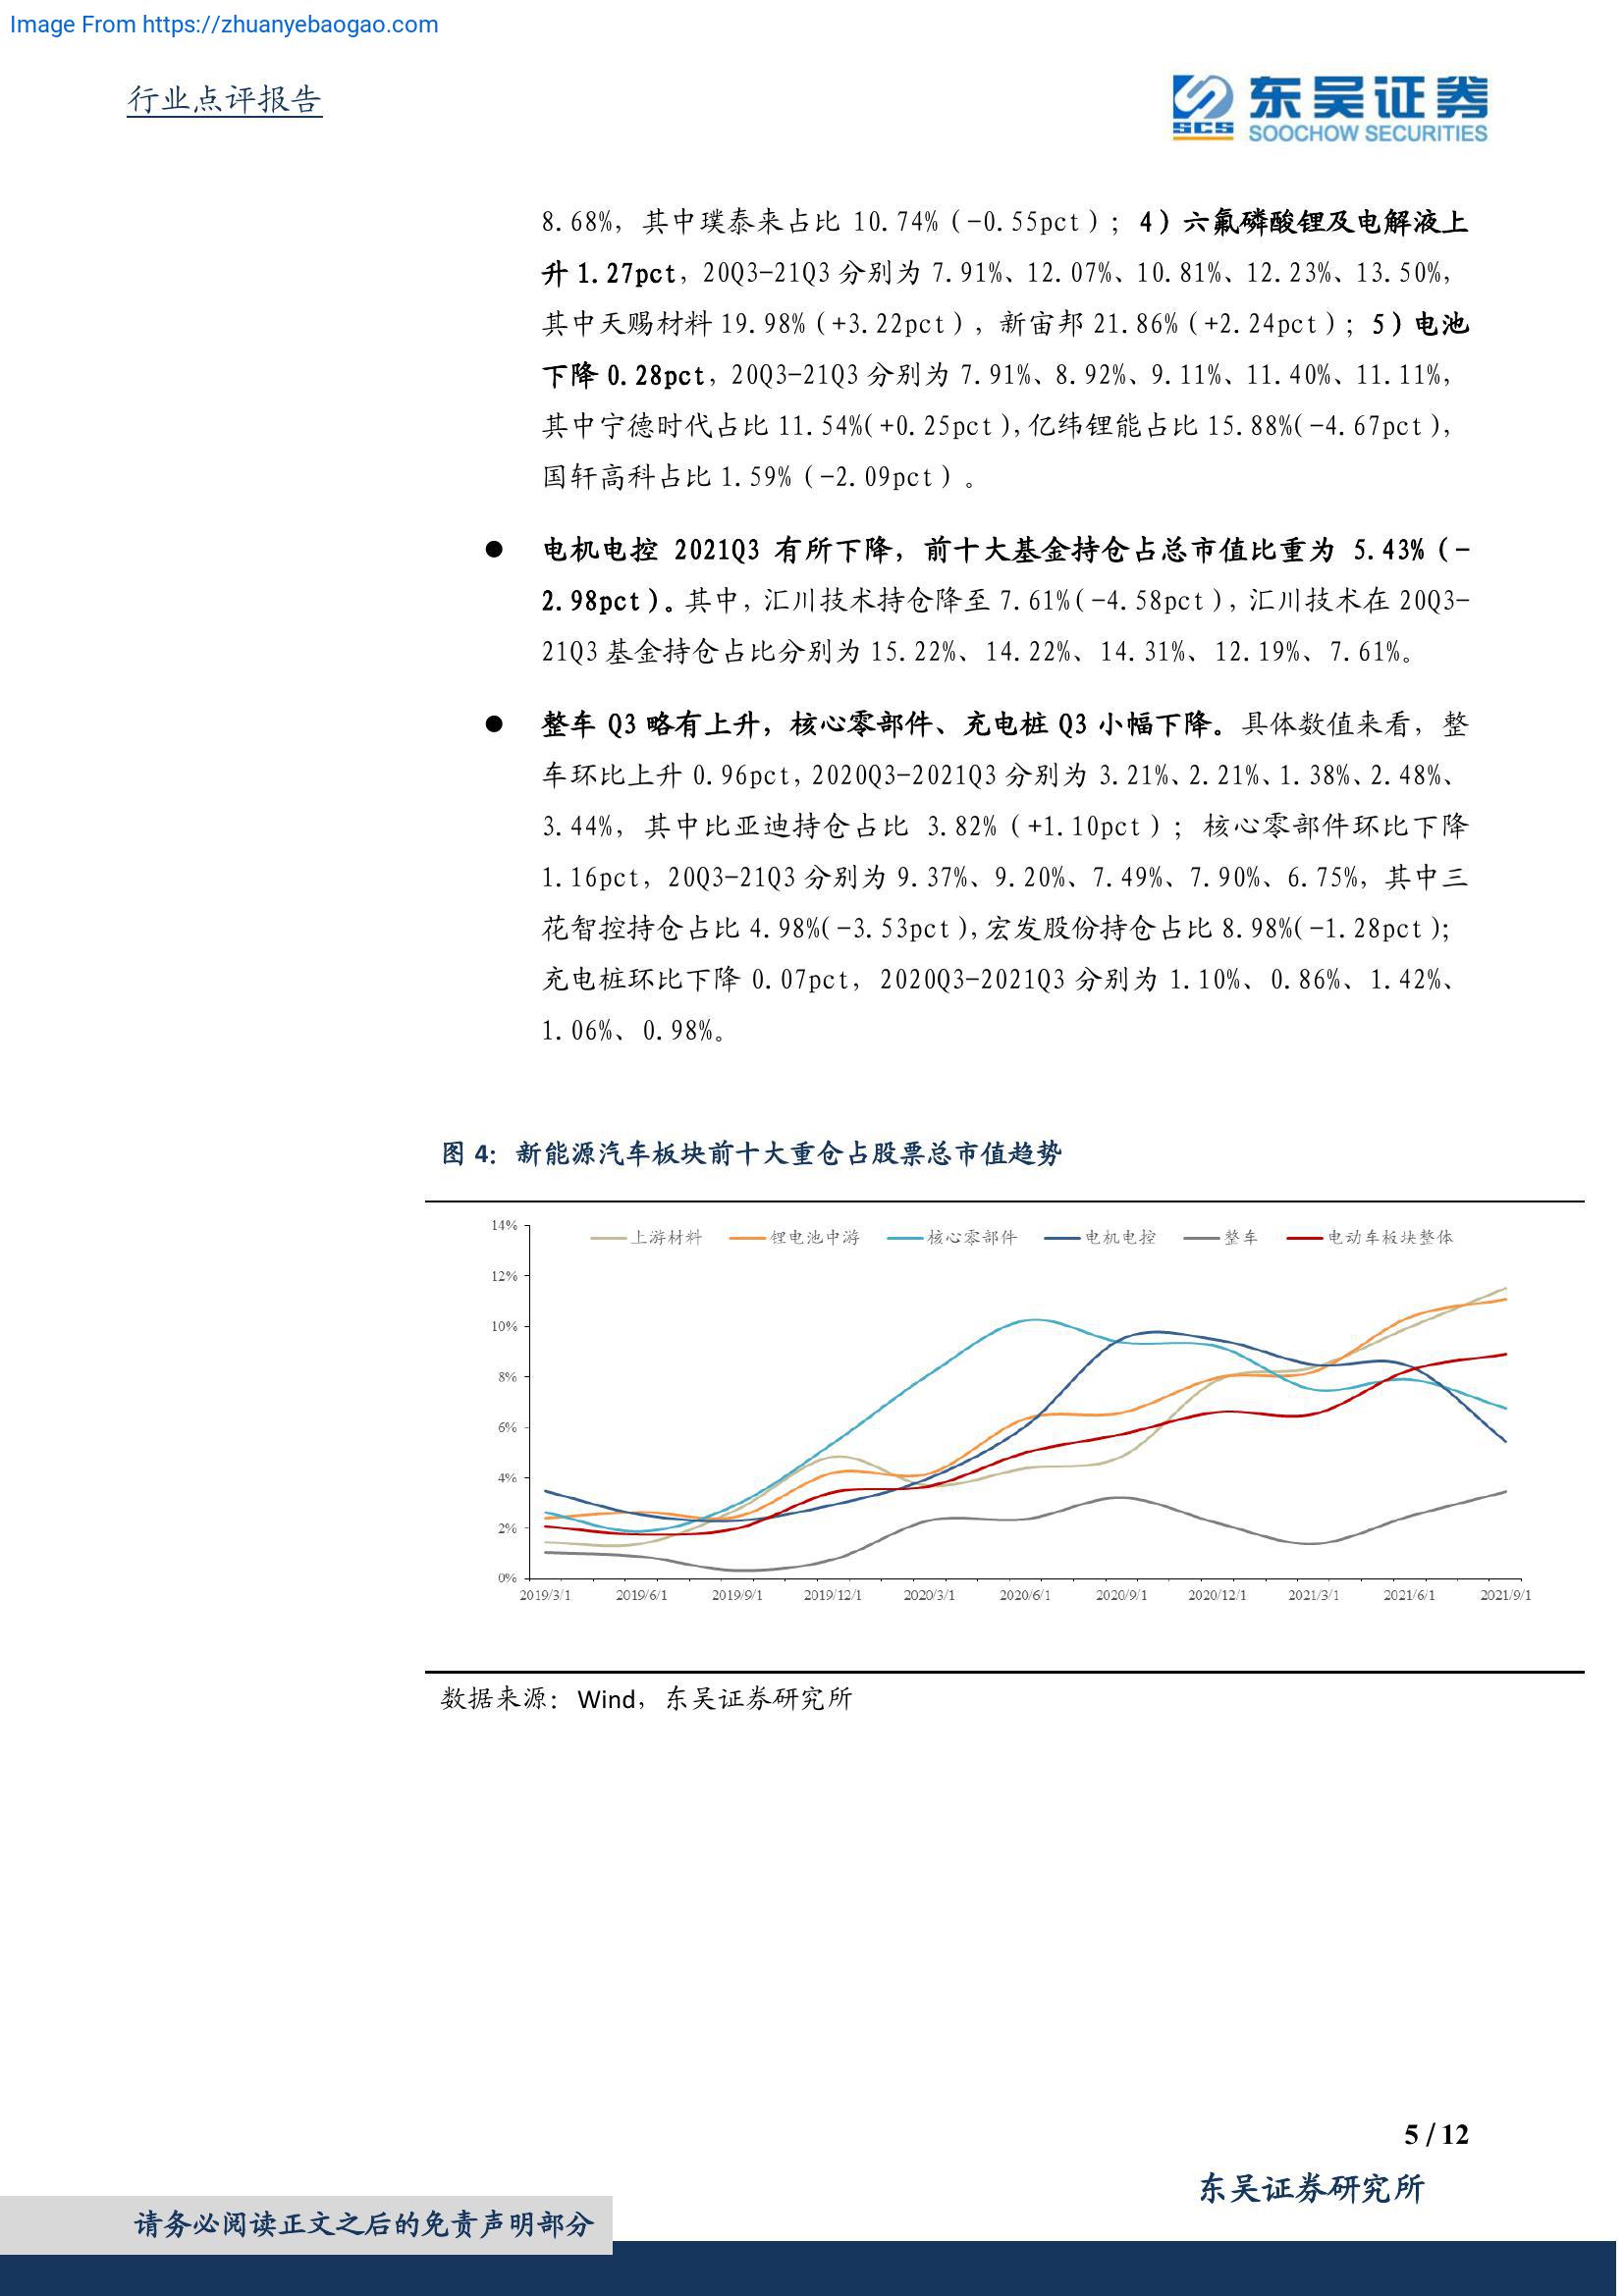 Image From https://zhuanyebaogao.com
行业点评报告
SCS
东吴证券
SOOCHOW SECURITIES
8.68%，其中璞泰来占比 10.74%（-0.55pct）；4）六氟磷酸锂及电解液上
升 1.27pct，20Q3-21Q3 分别为 7.91%、12.07%、10.81%、12.23%、13.50%，
其中天赐材料 19.98%（+3.22pct），新宙邦 21.86%（+2.24pct）；5）电池
下降 0.28pct，20Q3-21Q3 分别为 7.91%、8.92%、9.11%、11.40%、11.11%，
其中宁德时代占比 11.54%(+0.25pct)，亿纬锂能占比 15.88%(-4.67pct)，
国轩高科占比 1.59%（-2.09pct）。
● 电机电控 2021Q3 有所下降，前十大基金持仓占总市值比重为 5.43%（-
2.98pct）。其中，汇川技术持仓降至 7.61%(-4.58pct)，汇川技术在 20Q3-
21Q3 基金持仓占比分别为 15.22%、14.22%、14.31%、12.19%、7.61%。
● 整车 Q3 略有上升，核心零部件、充电桩 Q3 小幅下降。具体数值来看，整
车环比上升 0.96pct，2020Q3-2021Q3 分别为 3.21%、2.21%、1.38%、2.48%、
3.44%，其中比亚迪持仓占比 3.82%（+1.10pct）；核心零部件环比下降
1.16pct，20Q3-21Q3 分别为 9.37%、9.20%、7.49%、7.90%、6.75%，其中三
花智控持仓占比 4.98%(-3.53pct)，宏发股份持仓占比 8.98%(-1.28pct)；
充电桩环比下降 0.07pct，2020Q3-2021Q3 分别为 1.10%、0.86%、1.42%、
1.06%、0.98%。
图 4：新能源汽车板块前十大重仓占股票总市值趋势
上游材料 锂电池中游 核心零部件 电机电控 整车 电动车板块整体
14%
12%
10%
8%
6%
4%
2%
0%
2019/3/1 2019/6/1 2019/9/1 2019/12/1 2020/3/1 2020/6/1 2020/9/1 2020/12/1 2021/3/1 2021/6/1 2021/9/1
数据来源：Wind，东吴证券研究所
5 / 12
东吴证券研究所
请务必阅读正文之后的免责声明部分